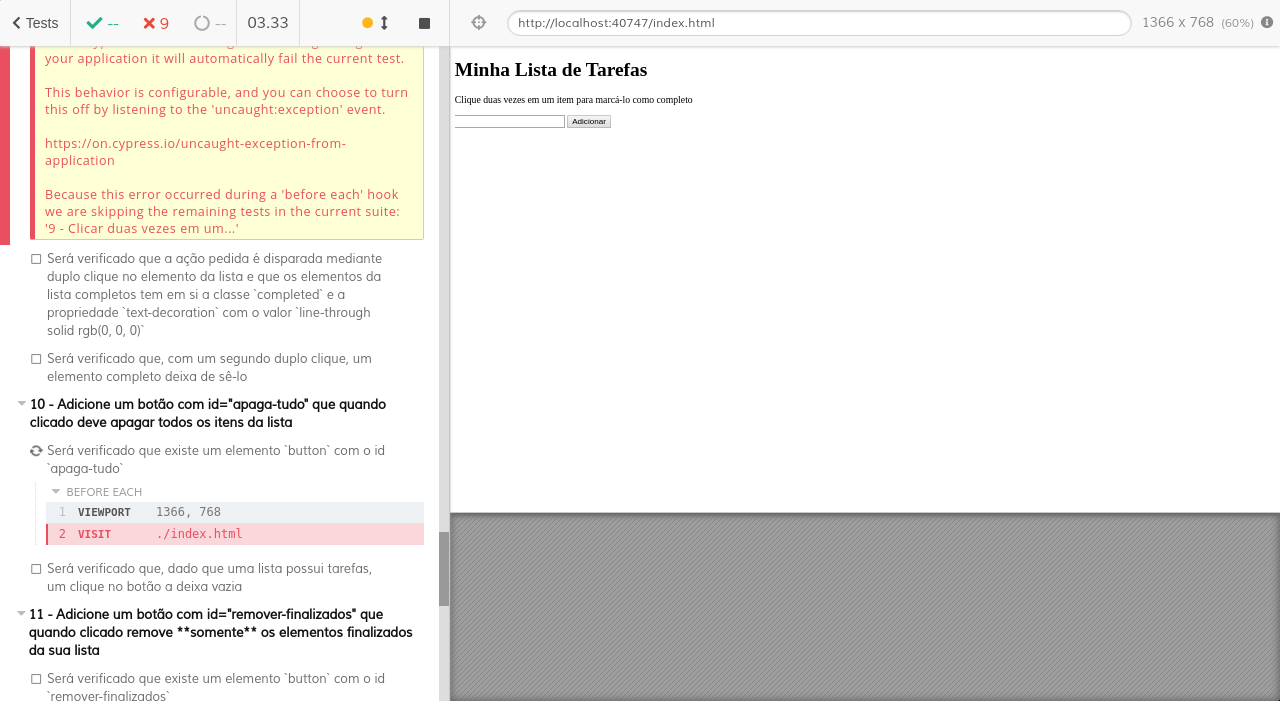 Tests
--
9
--
03.33
http://localhost:40747/index.html
1366 x 768 (60%)
your application it will automatically fail the current test.
This behavior is configurable, and you can choose to turn
this off by listening to the 'uncaught:exception' event.
https://on.cypress.io/uncaught-exception-from-
application
Because this error occurred during a 'before each' hook
we are skipping the remaining tests in the current suite:
'9 - Clicar duas vezes em um...'
Será verificado que a ação pedida é disparada mediante
duplo clique no elemento da lista e que os elementos da
lista completos tem em si a classe `completed` e a
propriedade `text-decoration` com o valor `line-through
solid rgb(0, 0, 0)`
Será verificado que, com um segundo duplo clique, um
elemento completo deixa de sê-lo
10 - Adicione um botão com id="apaga-tudo" que quando
clicado deve apagar todos os itens da lista
Será verificado que existe um elemento `button` com o id
`apaga-tudo`
BEFORE EACH
1 VIEWPORT 1366, 768
2 VISIT ./index.html
Será verificado que, dado que uma lista possui tarefas,
um clique no botão a deixa vazia
11 - Adicione um botão com id="remover-finalizados" que
quando clicado remove **somente** os elementos finalizados
da sua lista
Será verificado que existe um elemento `button` com o id
`remover-finalizados`
Minha Lista de Tarefas
Clique duas vezes em um item para marcá-lo como completo
Adicionar